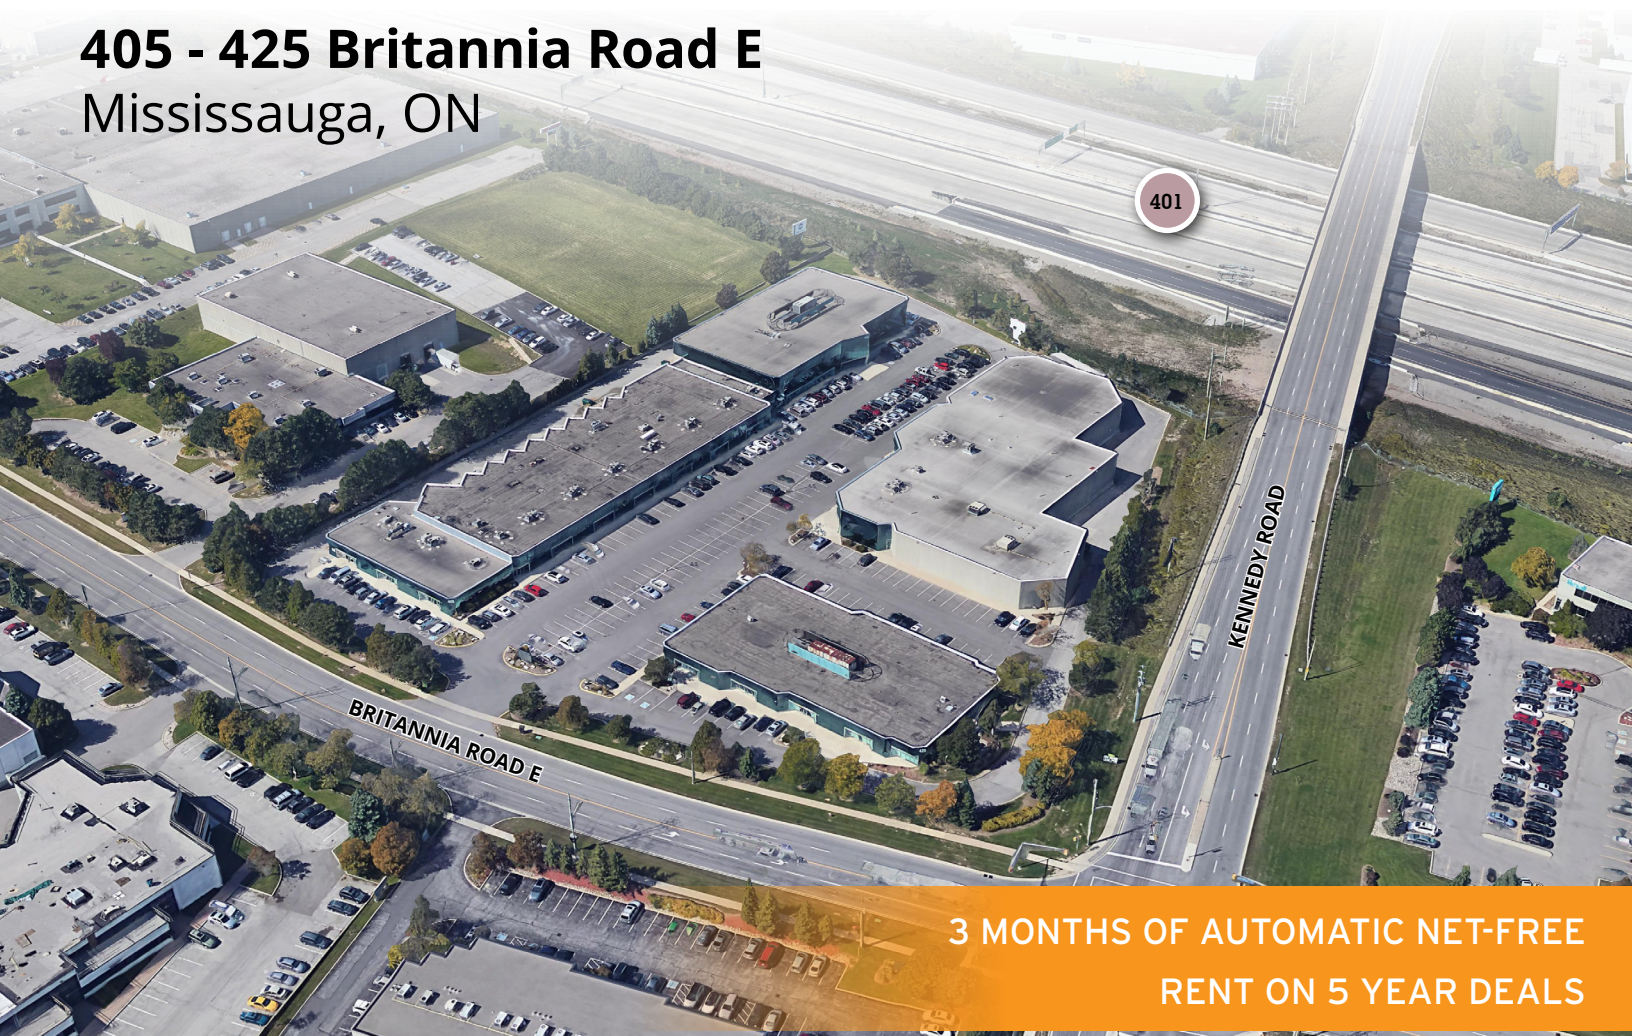 405 - 425 Britannia Road E
Mississauga, ON
401
KENNEDY ROAD
BRITANNIA ROAD E
3 MONTHS OF AUTOMATIC NET-FREE
RENT ON 5 YEAR DEALS